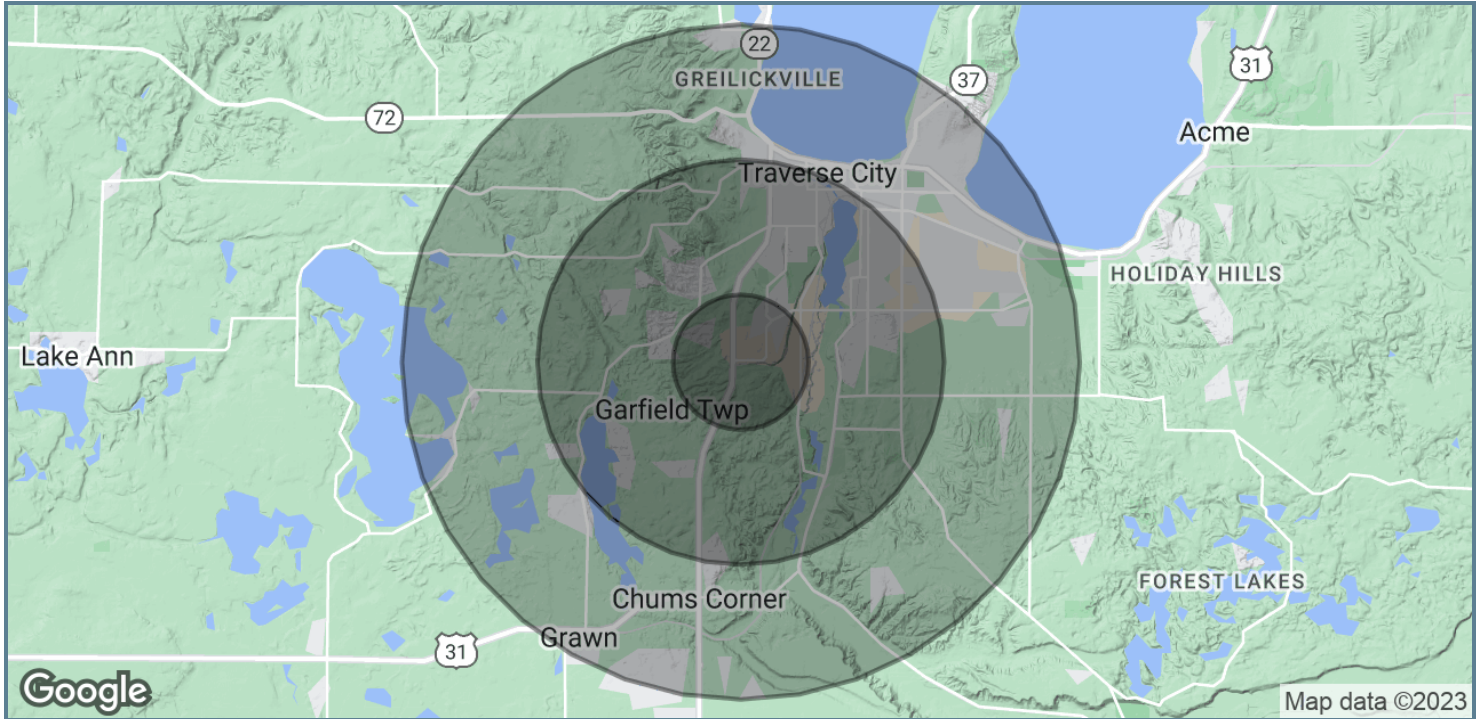 22
GREILICKVILLE
37
31
72
Acme
Traverse City
HOLIDAY HILLS
Lake Ann
Garfield Twp
FOREST LAKES
Chums Corner
Grawn
31
Google
Map data ©2023